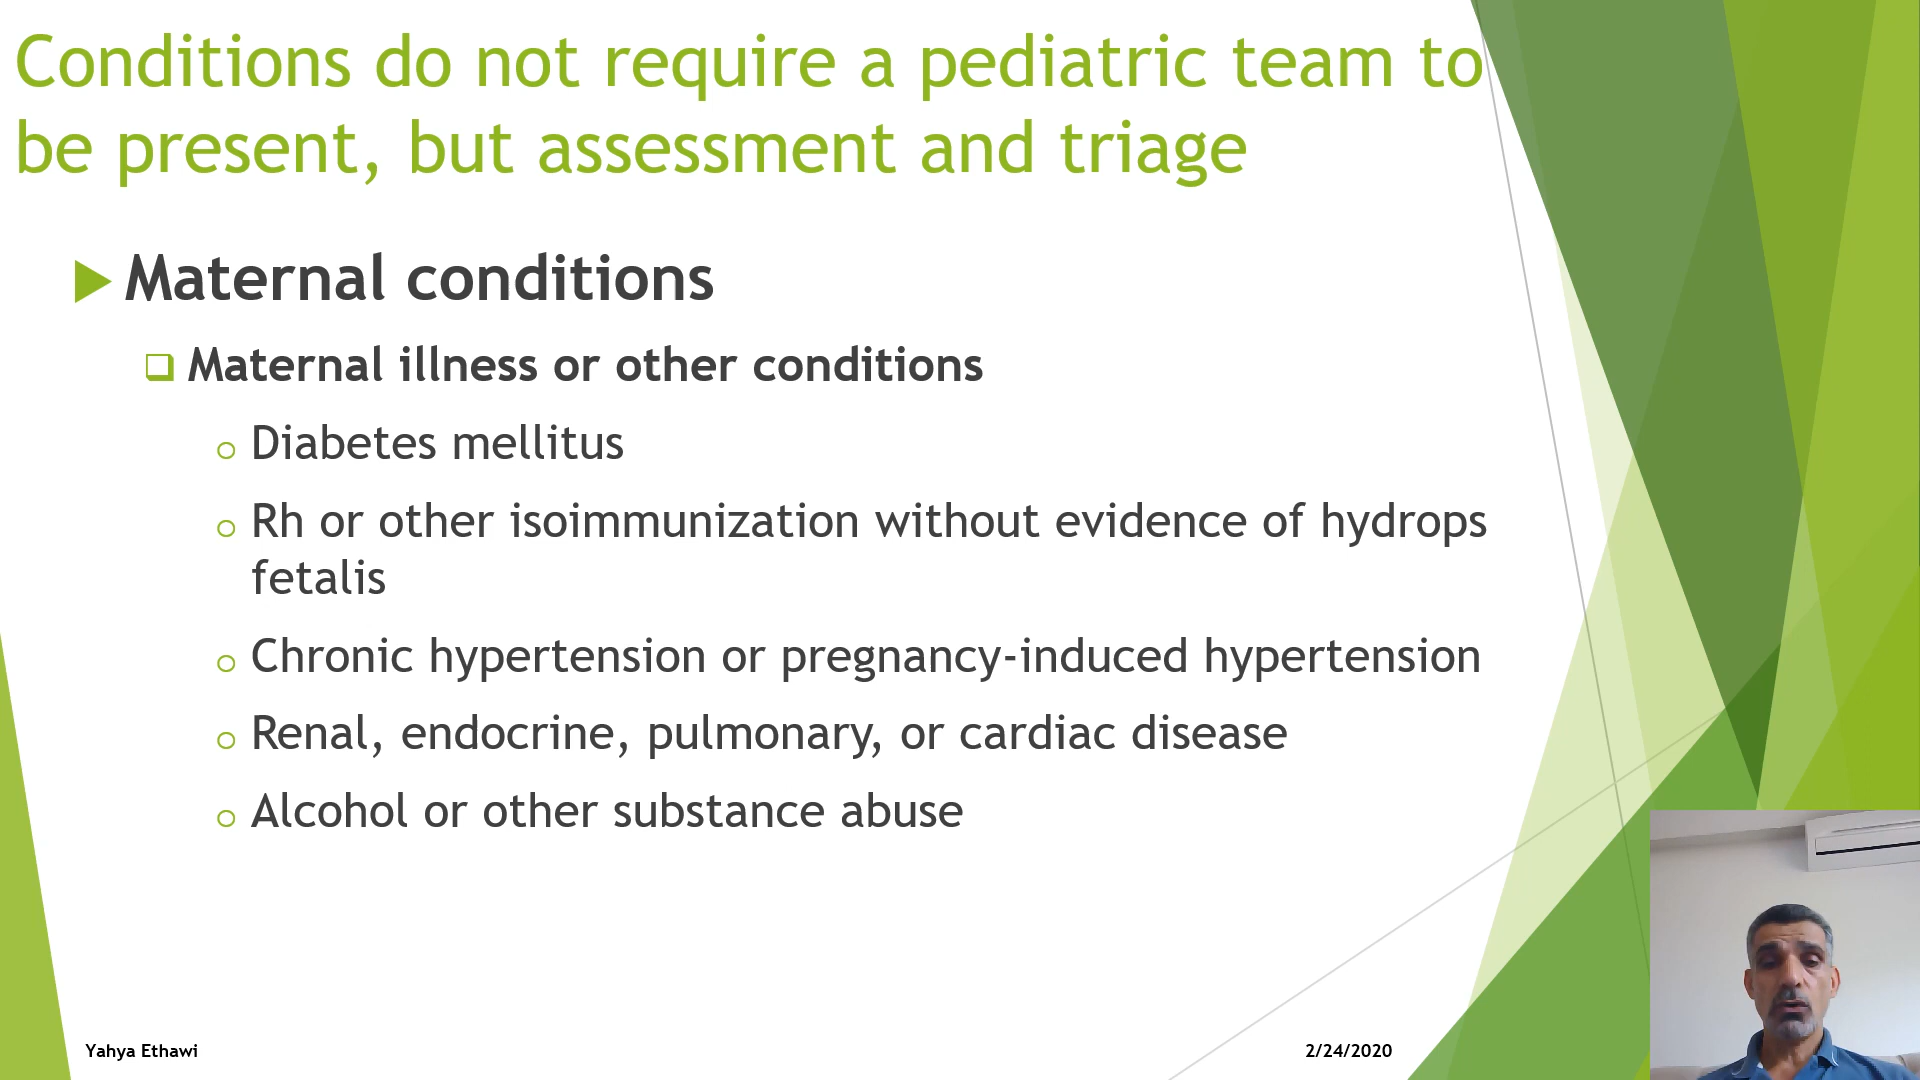 Conditions do not require a pediatric team to
be present, but assessment and triage
Maternal conditions
Maternal illness or other conditions
Diabetes mellitus
Rh or other isoimmunization without evidence of hydrops
fetalis
Chronic hypertension or pregnancy-induced hypertension
Renal, endocrine, pulmonary, or cardiac disease
Alcohol or other substance abuse
Yahya Ethawi
2/24/2020